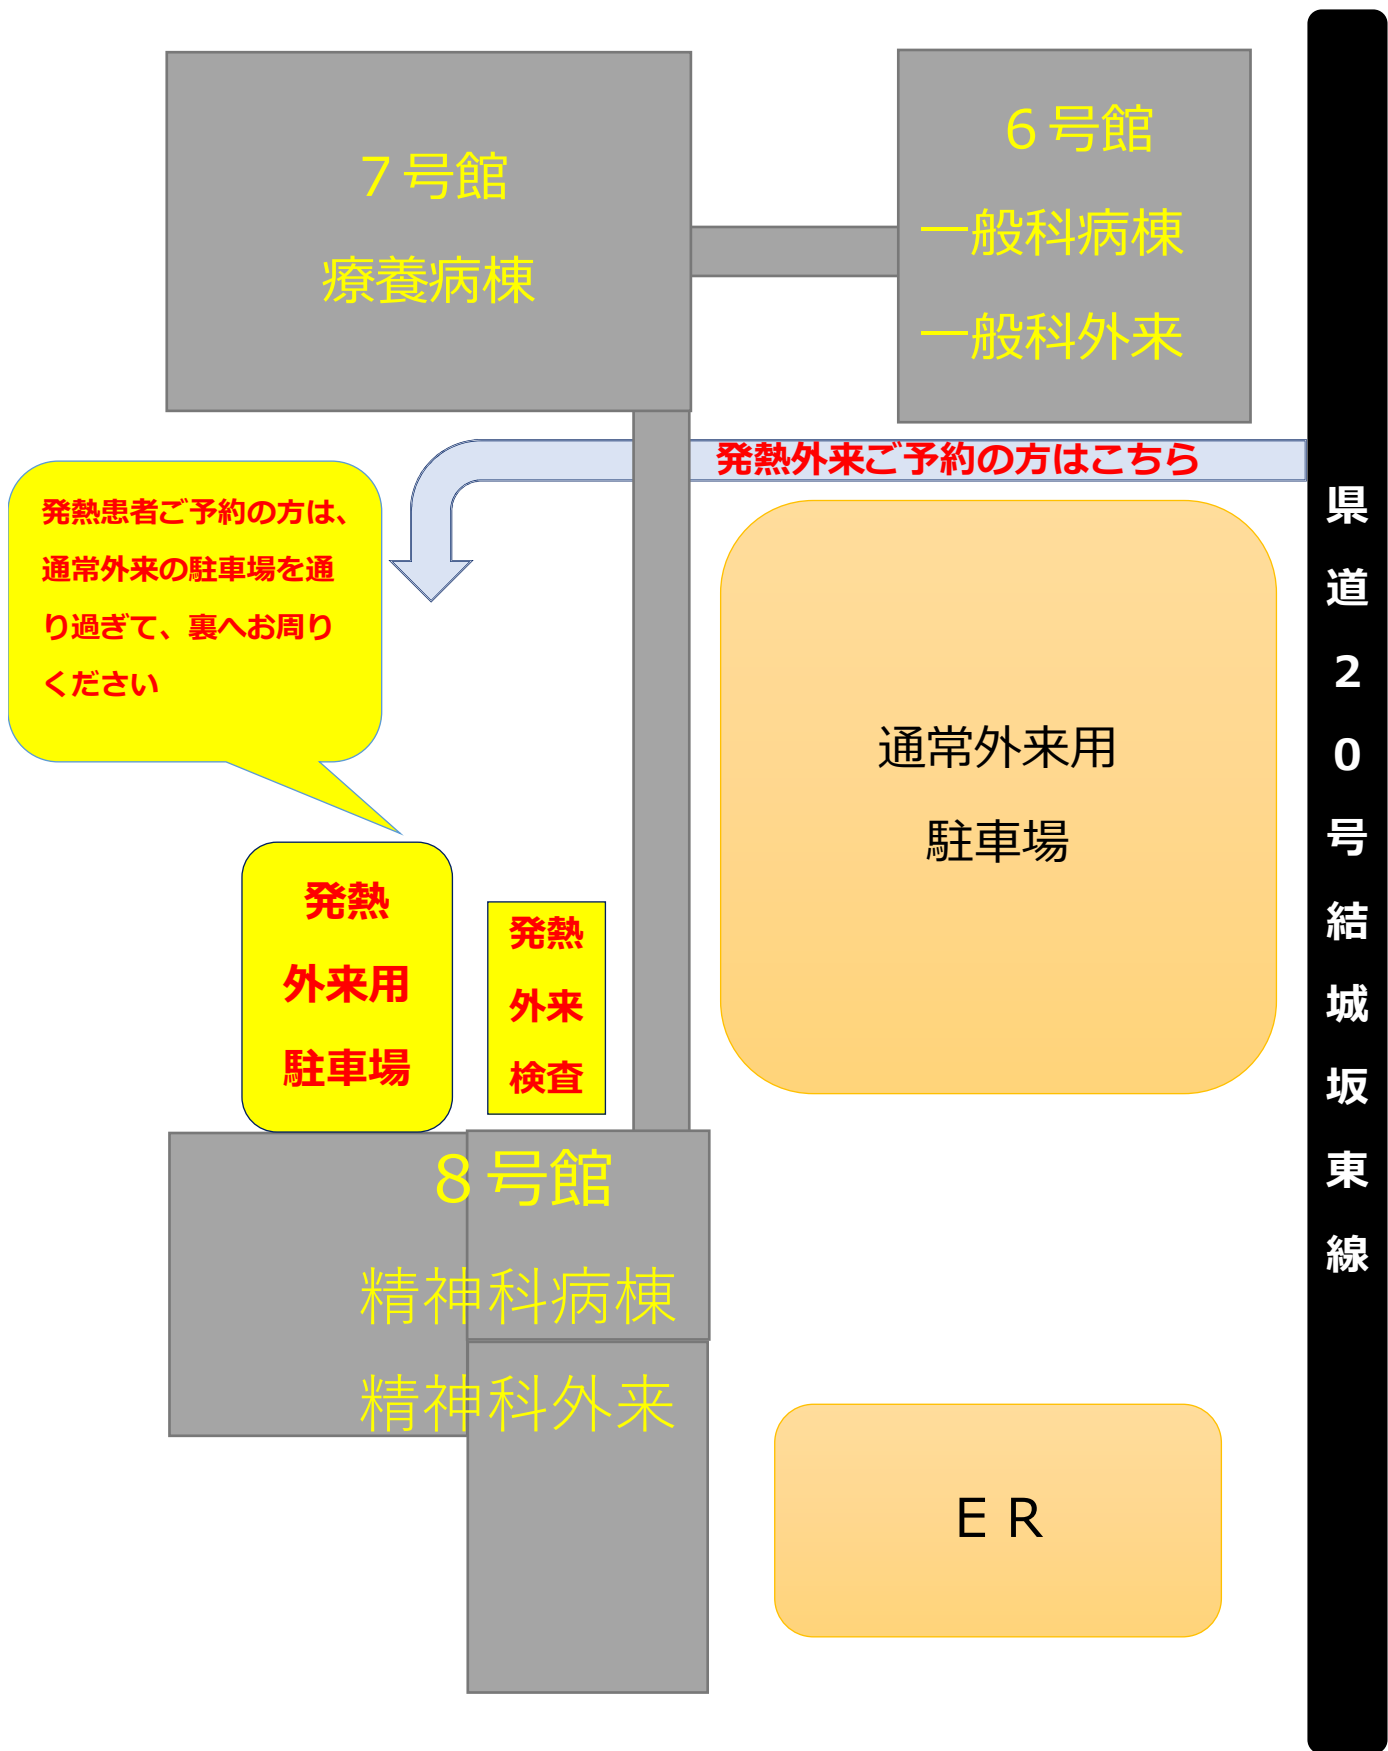 ７号館
療養病棟
６号館
一般科病棟
一般科外来
発熱外来ご予約の方はこちら
発熱患者ご予約の方は、
通常外来の駐車場を通
り過ぎて、裏へお周り
ください
通常外来用
駐車場
発熱
外来用
駐車場
発熱
外来
検査
８号館
精神科病棟
精神科外来
ＥＲ
県道２０号結城坂東線